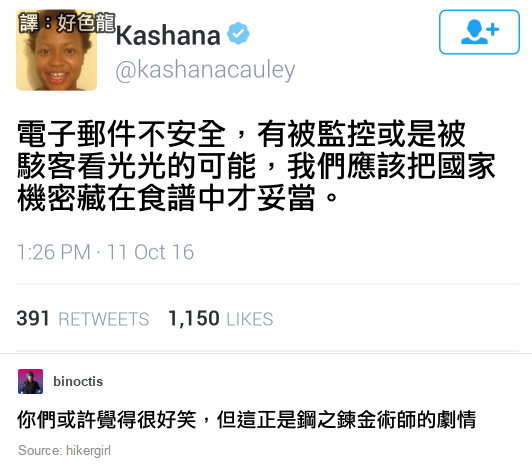 譯：好色龍
Kashana
@kashanacauley
電子郵件不安全，有被監控或是被
駭客看光光的可能，我們應該把國家
機密藏在食譜中才妥當。
1:26 PM · 11 Oct 16
391 RETWEETS 1,150 LIKES
binoctis
你們或許覺得很好笑，但這正是鋼之鍊金術師的劇情
Source: hikergirl